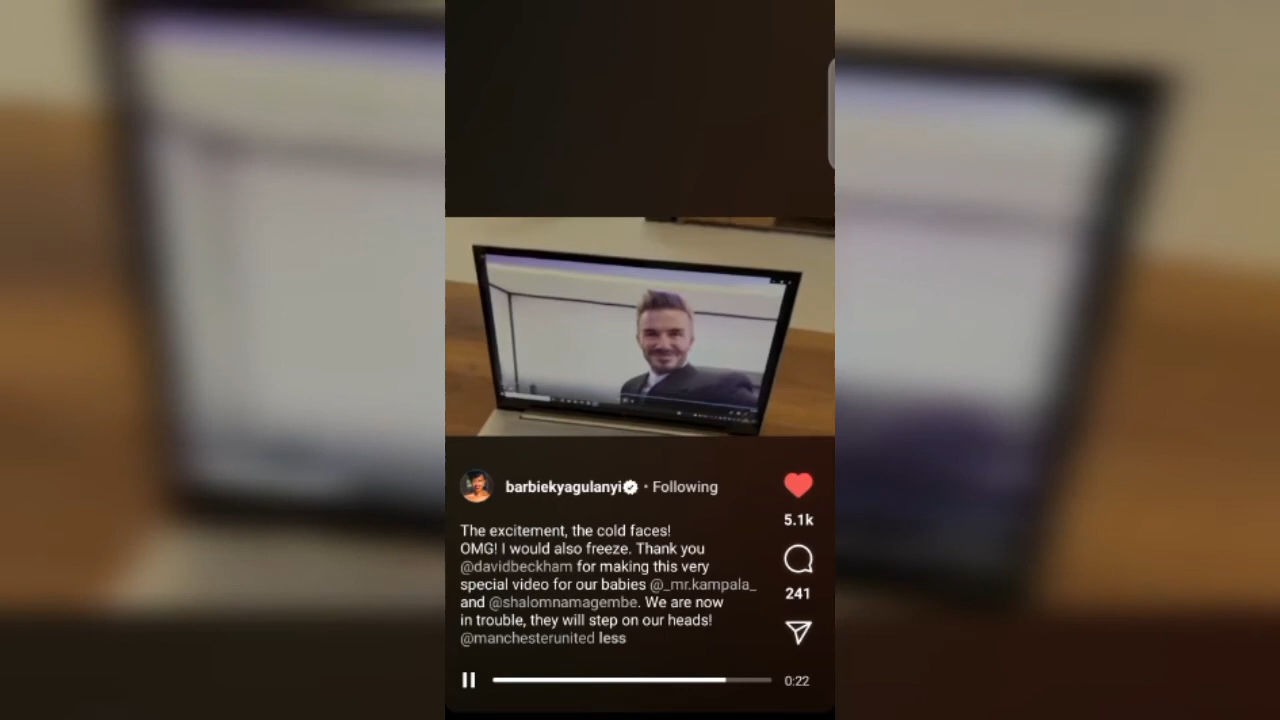 barbiekyagulanyi • Following
The excitement, the cold faces!
OMG! I would also freeze. Thank you
@davidbeckham for making this very
special video for our babies @_mr.kampala_
and @shalomnamagembe. We are now
in trouble, they will step on our heads!
@manchesterunited less
5.1k
241
0:22